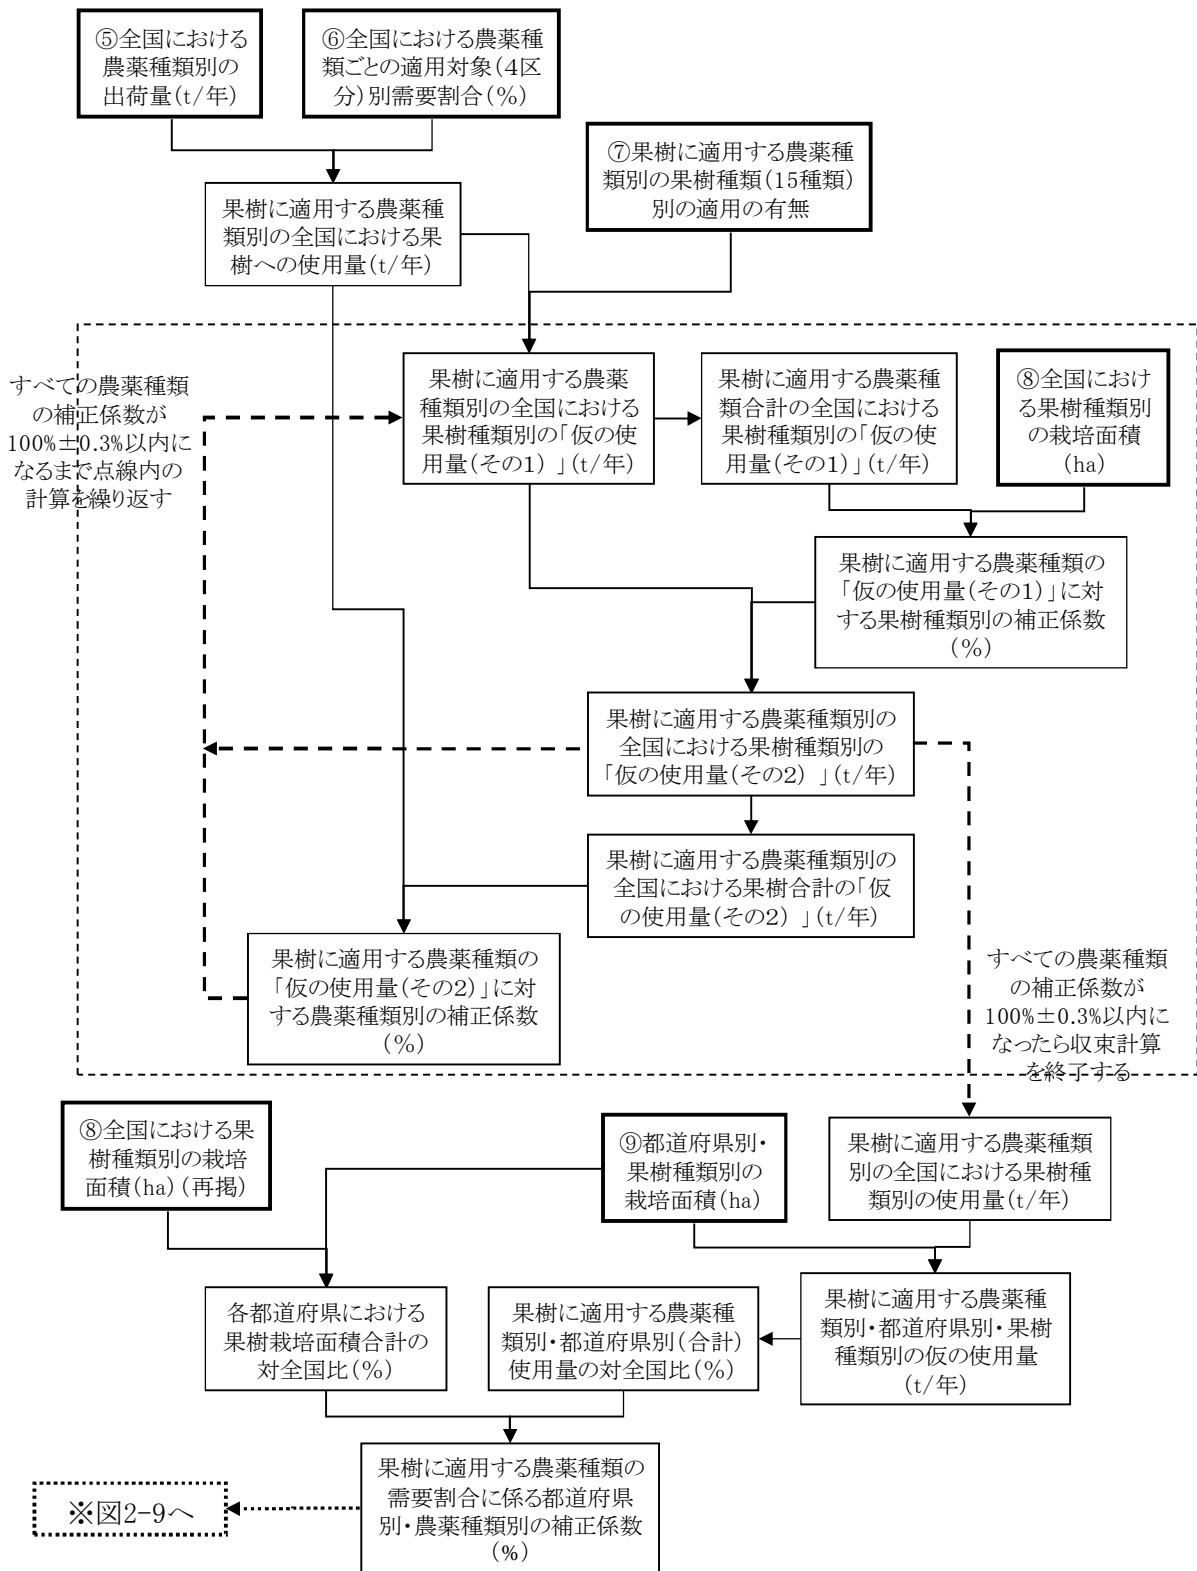 ⑤全国における
農薬種類別の
出荷量(t/年)
⑥全国における農薬種
類ごとの適用対象(4区
分)別需要割合(%)
⑦果樹に適用する農薬種
類別の果樹種類(15種類)
別の適用の有無
果樹に適用する農薬種
類別の全国における果
樹への使用量(t/年)
すべての農薬種類
の補正係数が
100%±0.3%以内に
なるまで点線内の
計算を繰り返す
果樹に適用する農薬
種類別の全国における
果樹種類別の「仮の使
用量(その1) 」(t/年)
果樹に適用する農薬種
類合計の全国における
果樹種類別の「仮の使
用量(その1)」(t/年)
⑧全国におけ
る果樹種類別
の栽培面積
(ha)
果樹に適用する農薬種類の
「仮の使用量(その1)」に対
する果樹種類別の補正係数
(%)
果樹に適用する農薬種類別の
全国における果樹種類別の
「仮の使用量(その2) 」(t/年)
果樹に適用する農薬種類別の
全国における果樹合計の「仮
の使用量(その2) 」(t/年)
果樹に適用する農薬種類の
「仮の使用量(その2)」に対
する農薬種類別の補正係数
(%)
すべての農薬種類
の補正係数が
100%±0.3%以内に
なったら収束計算
を終了する
⑧全国における果
樹種類別の栽培
面積(ha)(再掲)
⑨都道府県別・
果樹種類別の
栽培面積(ha)
果樹に適用する農薬種類
別の全国における果樹種
類別の使用量(t/年)
各都道府県における
果樹栽培面積合計の
対全国比(%)
果樹に適用する農薬種
類別・都道府県別(合計)
使用量の対全国比(%)
果樹に適用する農薬種
類別・都道府県別・果樹
種類別の仮の使用量
(t/年)
果樹に適用する農薬種類の
需要割合に係る都道府県
別・農薬種類別の補正係数
(%)
※図2-9へ